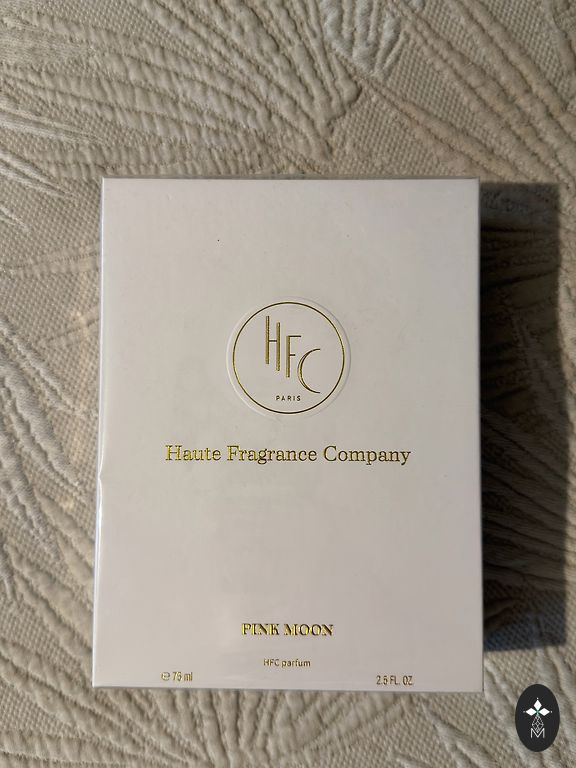 HFC
PARIS
Haute Fragrance Company
PINK MOON
HFC parfum
℮ 75 ml
2.5 FL. OZ.
M